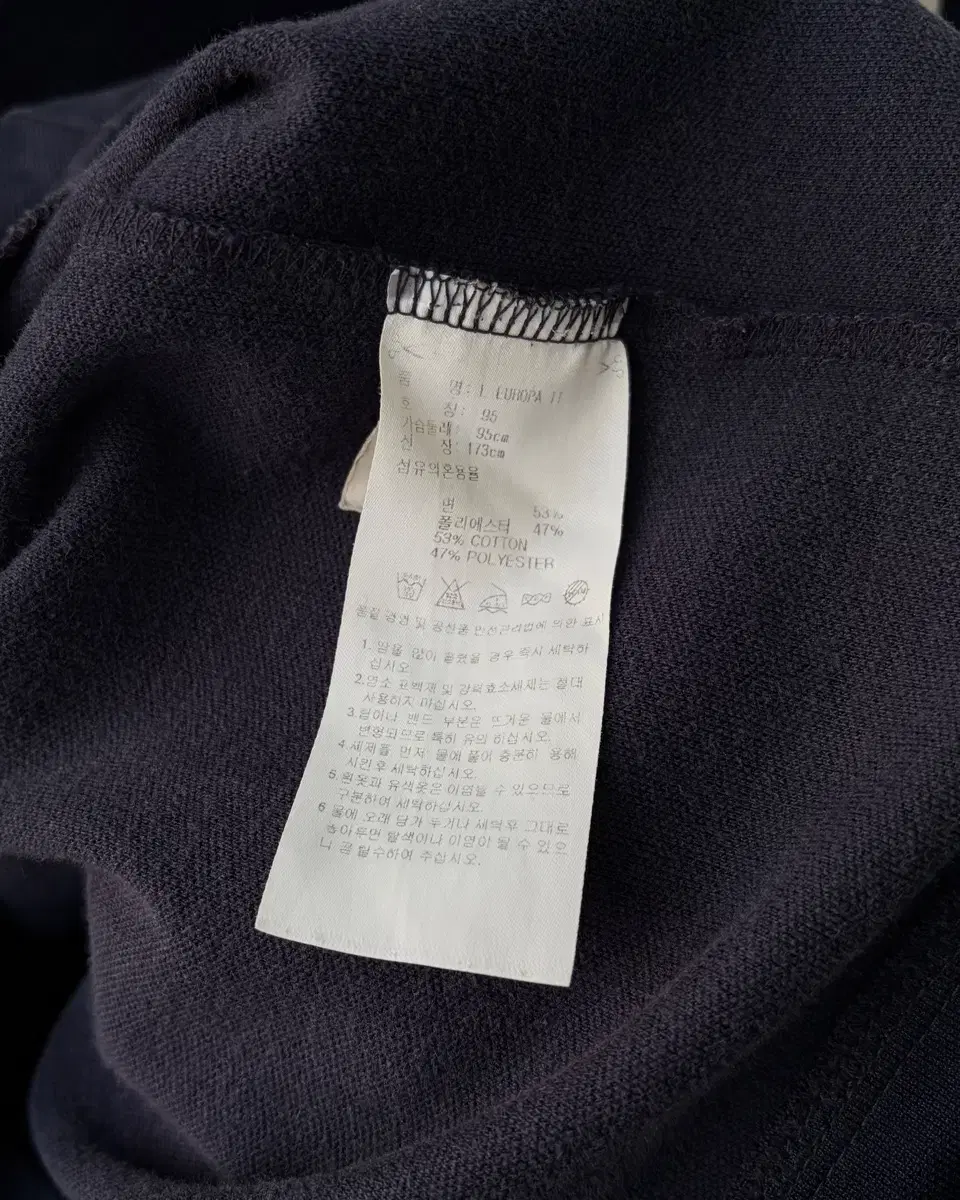 품 명: L EUROPA TT
호 칭: 95
가슴둘레: 95cm
신 장: 173cm
섬유의혼용율
면 53%
폴리에스터 47%
53% COTTON
47% POLYESTER
품질 경영 및 공산품 안전관리법에 의한 표시
1. 땀을 많이 흘렸을 경우 즉시 세탁하
십시오.
2.염소 표백제 및 강력효소세제는 절대
사용하지 마십시오.
3.림이나 밴드 부분은 뜨거운 물에서
변형되므로 특히 유의 하십시오.
4.세제를 먼저 물에 풀어 충분히 용해
시킨후 세탁하십시오.
5.흰옷과 유색옷은 이염될 수 있으므로
구분하여 세탁하십시오.
6 물에 오래 담가 두거나 세탁후 그대로
놓아두면 탈색이나 이염이 될 수 있으
니 곧 탈수하여 주십시오.